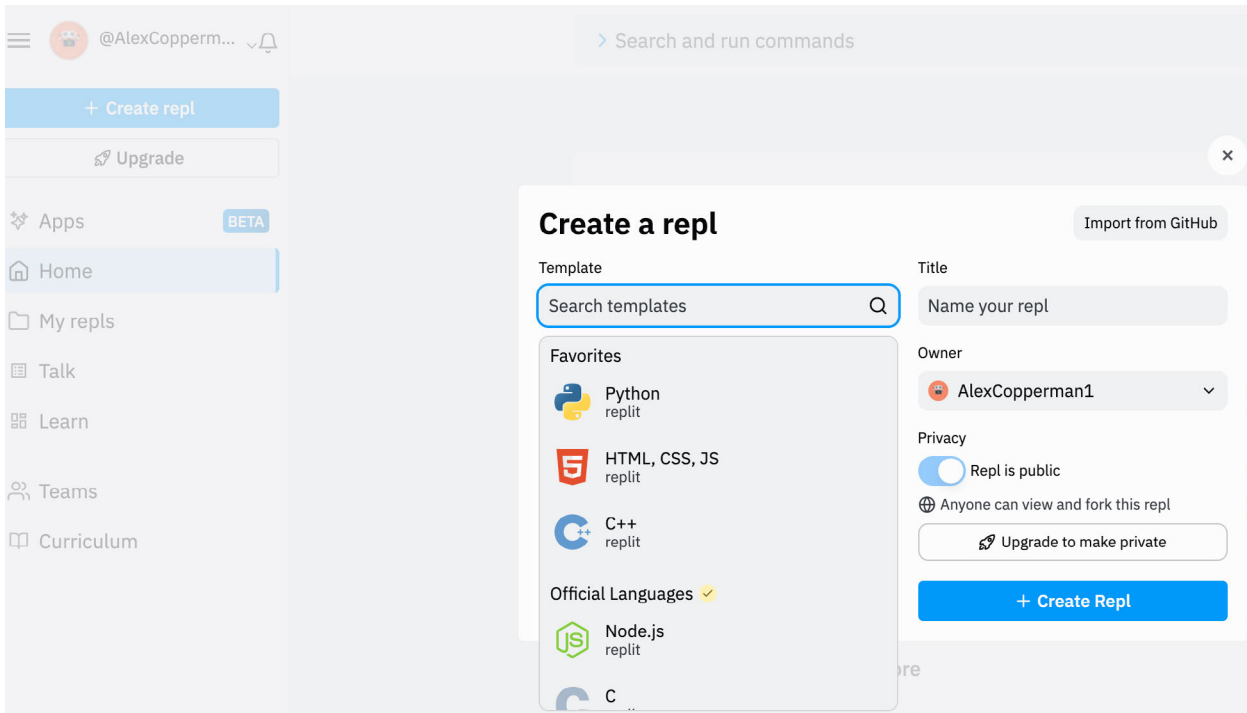 @AlexCopperm...
Search and run commands
+ Create repl
Upgrade
Apps BETA
Home
My repls
Talk
Learn
Teams
Curriculum
Create a repl
Import from GitHub
Template
Search templates
Favorites
Python
replit
HTML, CSS, JS
replit
C++
replit
Official Languages
Node.js
replit
C
Title
Name your repl
Owner
AlexCopperman1
Privacy
Repl is public
Anyone can view and fork this repl
Upgrade to make private
+ Create Repl